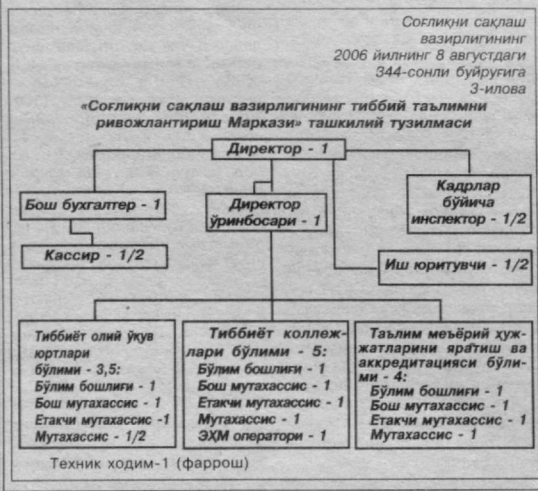 Соғлиқни сақлаш
вазирлигининг
2006 йилнинг 8 августдаги
344-сонли буйруғига
3-илова
«Соғлиқни сақлаш вазирлигининг тиббий таълимни
ривожлантириш Маркази» ташкилий тузилмаси
Директор - 1
Бош бухгалтер - 1
Директор
ўринбосари - 1
Кадрлар
бўйича
инспектор - 1/2
Кассир - 1/2
Иш юритувчи - 1/2
Тиббиёт олий ўқув
юртлари
бўлими - 3,5:
Бўлим бошлиғи - 1
Бош мутахассис - 1
Етакчи мутахассис -1
Мутахассис - 1/2
Тиббиёт коллеж-
лари бўлими - 5:
Бўлим бошлиғи - 1
Бош мутахассис - 1
Етакчи мутахассис - 1
Мутахассис - 1
ЭҲМ оператори - 1
Таълим меъёрий ҳуж-
жатларини яратиш ва
аккредитацияси бўли-
ми - 4:
Бўлим бошлиғи - 1
Бош мутахассис - 1
Етакчи мутахассис - 1
Мутахассис - 1
Техник ходим-1 (фаррош)